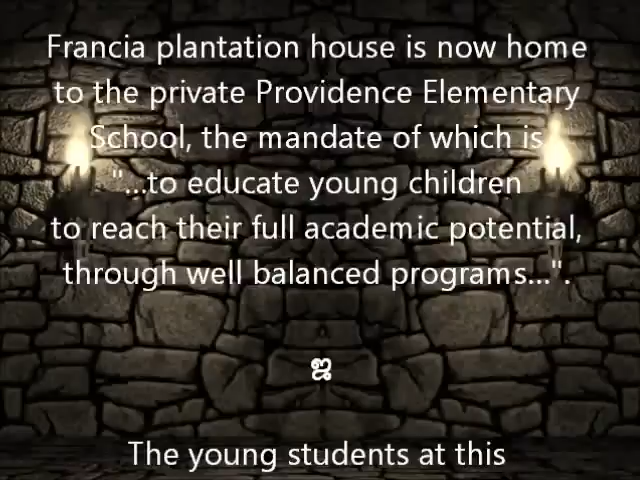 Francia plantation house is now home
to the private Providence Elementary
School, the mandate of which is
"...to educate young children
to reach their full academic potential,
through well balanced programs...".
ஜ
The young students at this